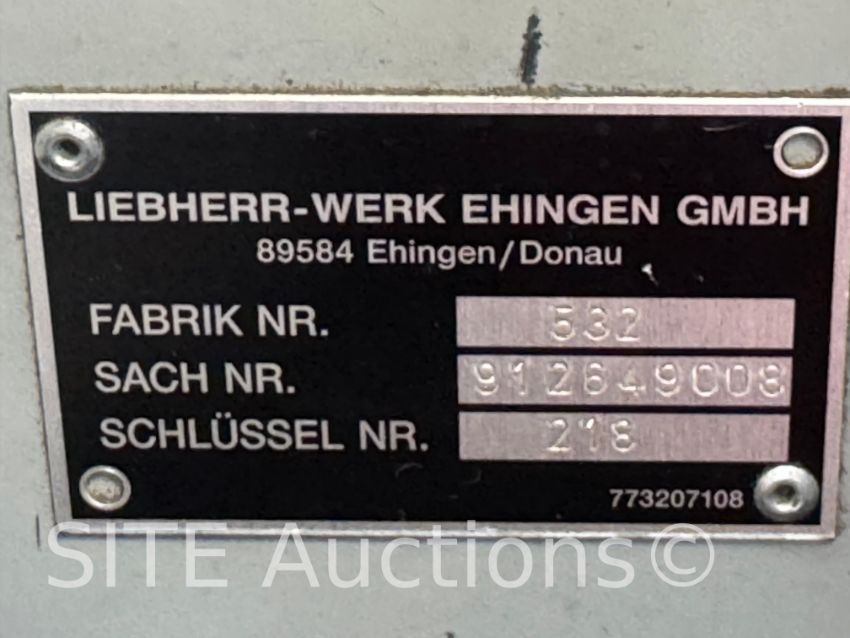 LIEBHERR-WERK EHINGEN GMBH
89584 Ehingen/Donau
FABRIK NR. 532
SACH NR. 912649008
SCHLÜSSEL NR. 218
773207108
SITE Auctions©